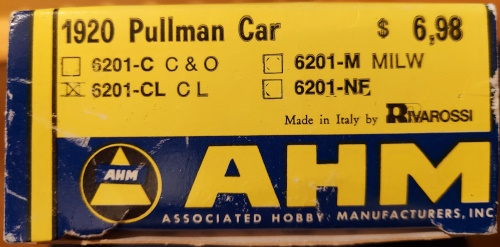 1920 Pullman Car $ 6.98
6201-C C & O 6201-M MILW
6201-CL CL 6201-NF
Made in Italy by RIVAROSSI
AHM AHM
ASSOCIATED HOBBY MANUFACTURERS, INC